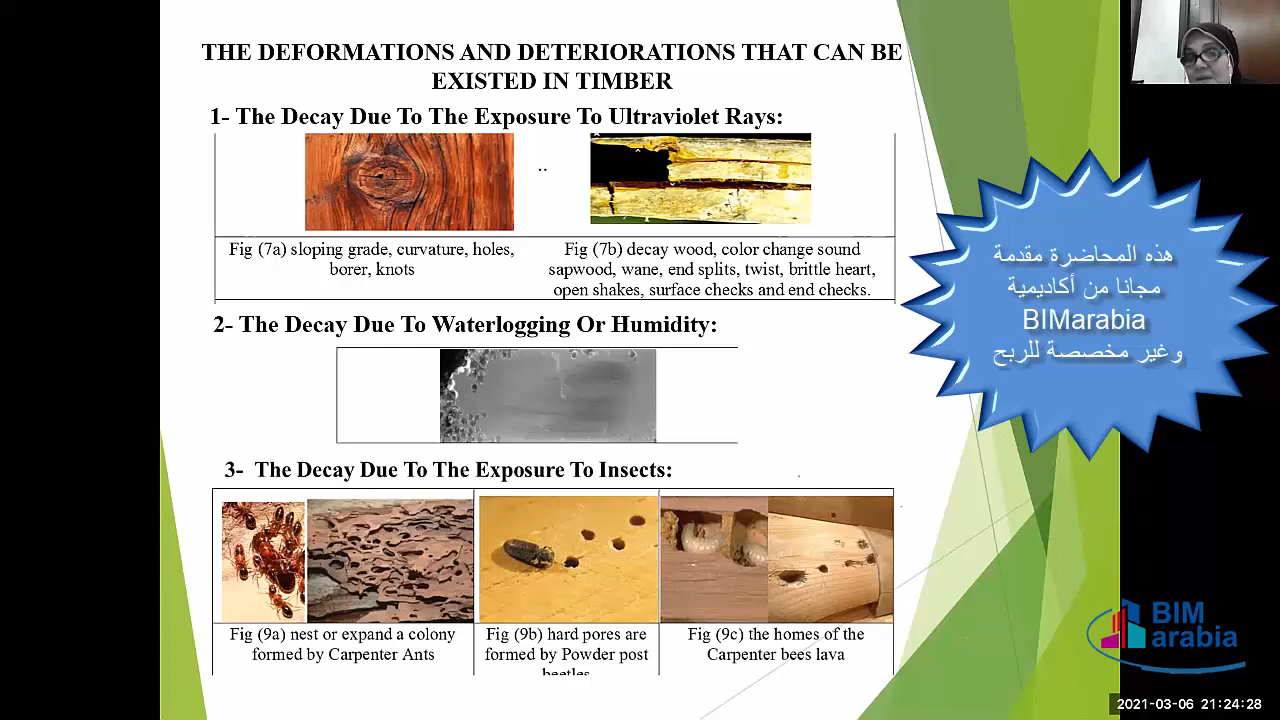 THE DEFORMATIONS AND DETERIORATIONS THAT CAN BE
EXISTED IN TIMBER
1- The Decay Due To The Exposure To Ultraviolet Rays:
..
Fig (7a) sloping grade, curvature, holes,
borer, knots
Fig (7b) decay wood, color change sound
sapwood, wane, end splits, twist, brittle heart,
open shakes, surface checks and end checks.
2- The Decay Due To Waterlogging Or Humidity:
3- The Decay Due To The Exposure To Insects:
Fig (9a) nest or expand a colony
formed by Carpenter Ants
Fig (9b) hard pores are
formed by Powder post
beetles
Fig (9c) the homes of the
Carpenter bees lava
هذه المحاضرة مقدمة
مجانا من أكاديمية
BIMarabia
وغير مخصصة للربح
BIM
arabia
2021-03-06 21:24:28